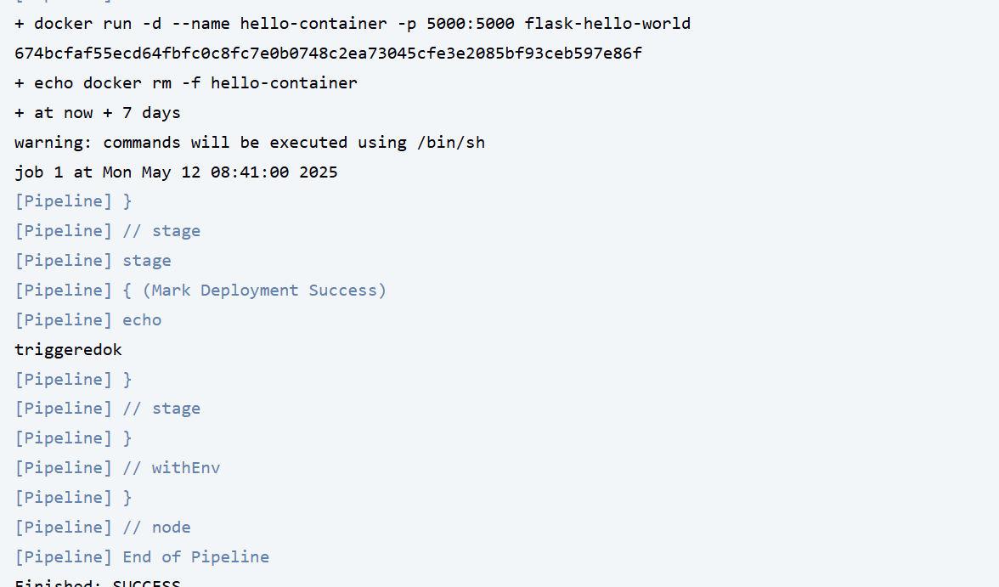 + docker run -d --name hello-container -p 5000:5000 flask-hello-world
674bcfaf55ecd64fbfc0c8fc7e0b0748c2ea73045cfe3e2085bf93ceb597e86f
+ echo docker rm -f hello-container
+ at now + 7 days
warning: commands will be executed using /bin/sh
job 1 at Mon May 12 08:41:00 2025
[Pipeline] }
[Pipeline] // stage
[Pipeline] stage
[Pipeline] { (Mark Deployment Success)
[Pipeline] echo
triggeredok
[Pipeline] }
[Pipeline] // stage
[Pipeline] }
[Pipeline] // withEnv
[Pipeline] }
[Pipeline] // node
[Pipeline] End of Pipeline
Finished: SUCCESS